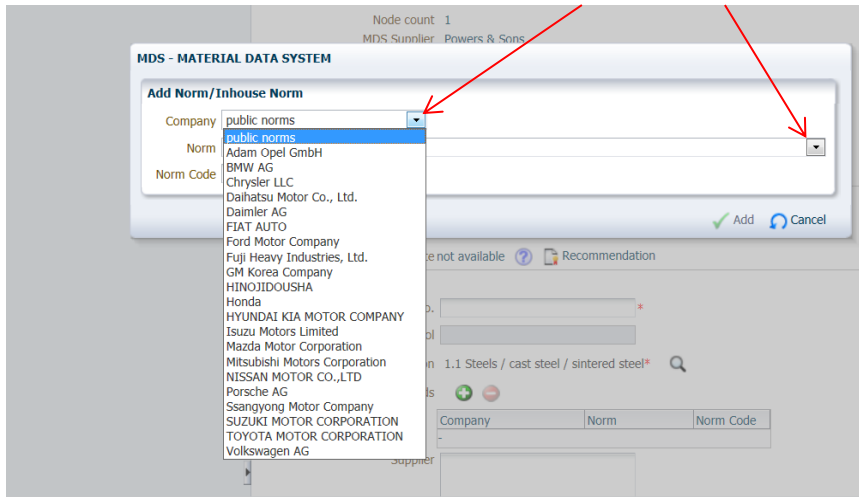 Node count 1
MDS Supplier Powers & Sons
MDS - MATERIAL DATA SYSTEM
Add Norm/Inhouse Norm
Company public norms
public norms
Norm
Adam Opel GmbH
BMW AG
Norm Code
Chrysler LLC
Daihatsu Motor Co., Ltd.
Daimler AG
FIAT AUTO
Ford Motor Company
Fuji Heavy Industries, Ltd.
GM Korea Company
HINOJIDOUSHA
Honda
HYUNDAI KIA MOTOR COMPANY
Isuzu Motors Limited
Mazda Motor Corporation
Mitsubishi Motors Corporation
NISSAN MOTOR CO.,LTD
Porsche AG
Ssangyong Motor Company
SUZUKI MOTOR CORPORATION
TOYOTA MOTOR CORPORATION
Volkswagen AG
Add Cancel
not available ? Recommendation
*
1.1 Steels / cast steel / sintered steel*
Company Norm Norm Code
-
Supplier